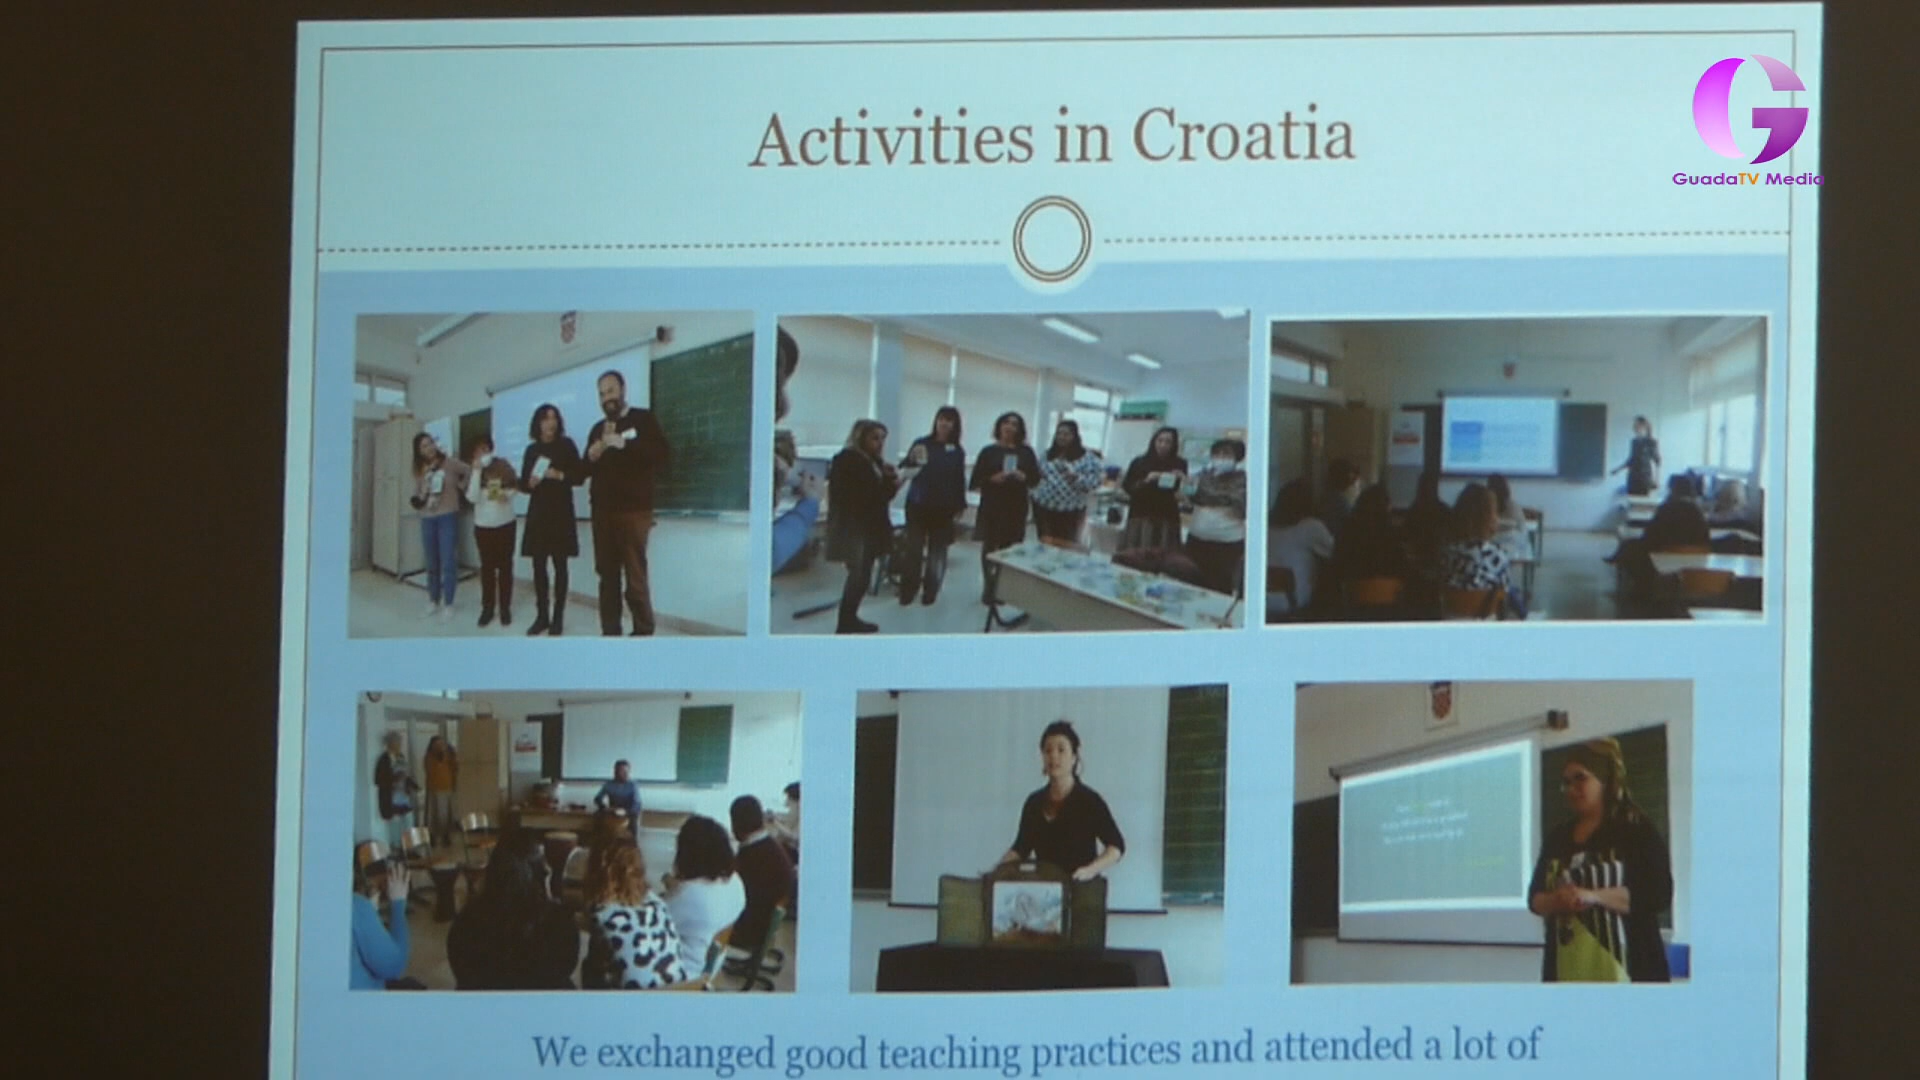 Activities in Croatia
GuadaTV Media
We exchanged good teaching practices and attended a lot of